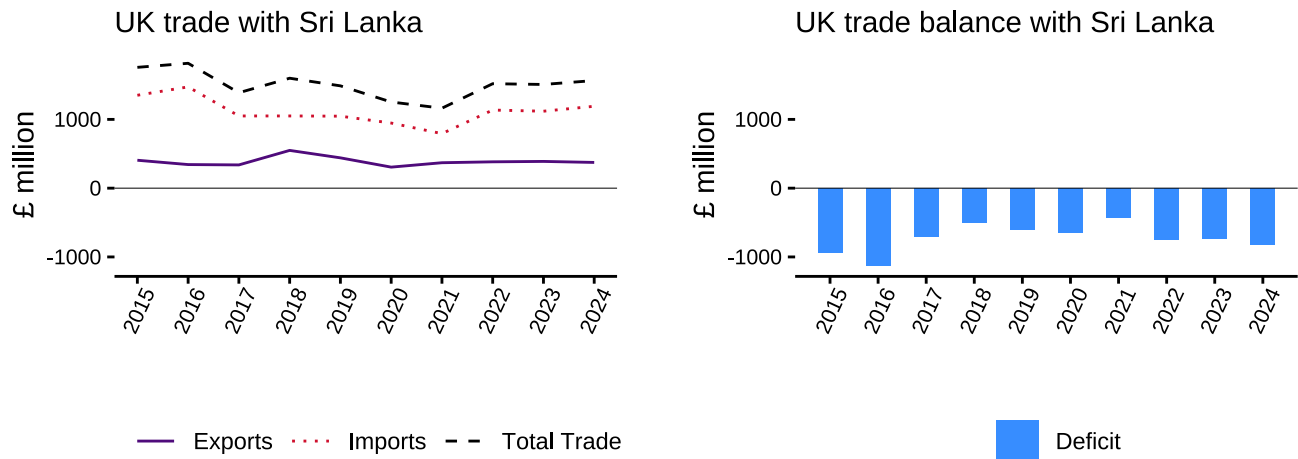 UK trade with Sri Lanka
£ million
1000
0
-1000
2015 2016 2017 2018 2019 2020 2021 2022 2023 2024
Exports Imports Total Trade
UK trade balance with Sri Lanka
£ million
1000
0
-1000
2015 2016 2017 2018 2019 2020 2021 2022 2023 2024
Deficit